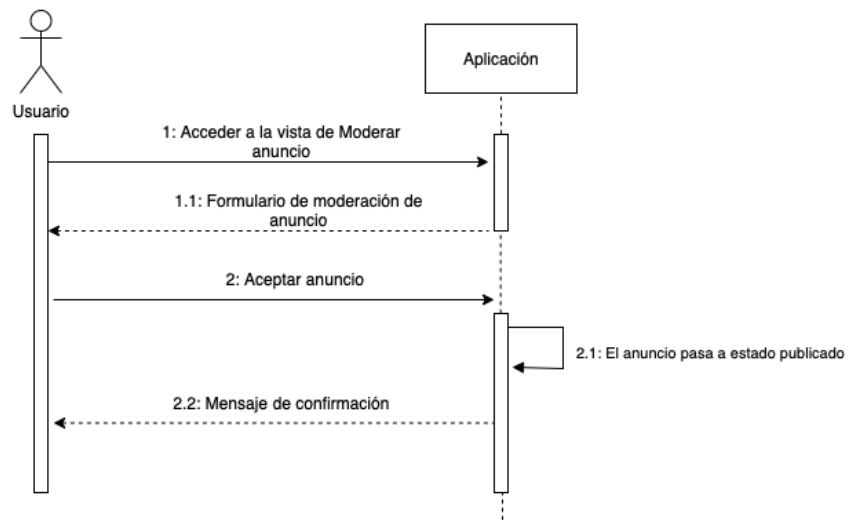 Aplicación
Usuario
1: Acceder a la vista de Moderar
anuncio
1.1: Formulario de moderación de
anuncio
2: Aceptar anuncio
2.1: El anuncio pasa a estado publicado
2.2: Mensaje de confirmación